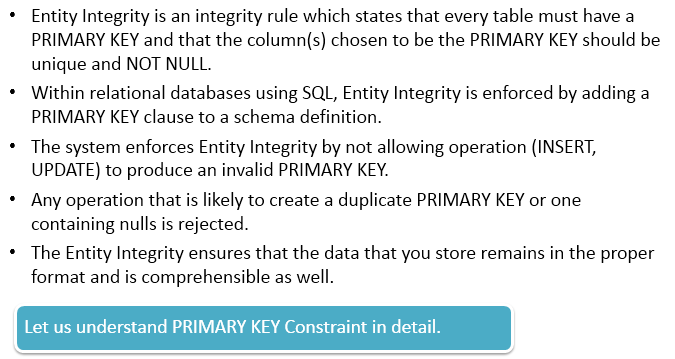 • Entity Integrity is an integrity rule which states that every table must have a
PRIMARY KEY and that the column(s) chosen to be the PRIMARY KEY should be
unique and NOT NULL.
• Within relational databases using SQL, Entity Integrity is enforced by adding a
PRIMARY KEY clause to a schema definition.
• The system enforces Entity Integrity by not allowing operation (INSERT,
UPDATE) to produce an invalid PRIMARY KEY.
• Any operation that is likely to create a duplicate PRIMARY KEY or one
containing nulls is rejected.
• The Entity Integrity ensures that the data that you store remains in the proper
format and is comprehensible as well.
Let us understand PRIMARY KEY Constraint in detail.